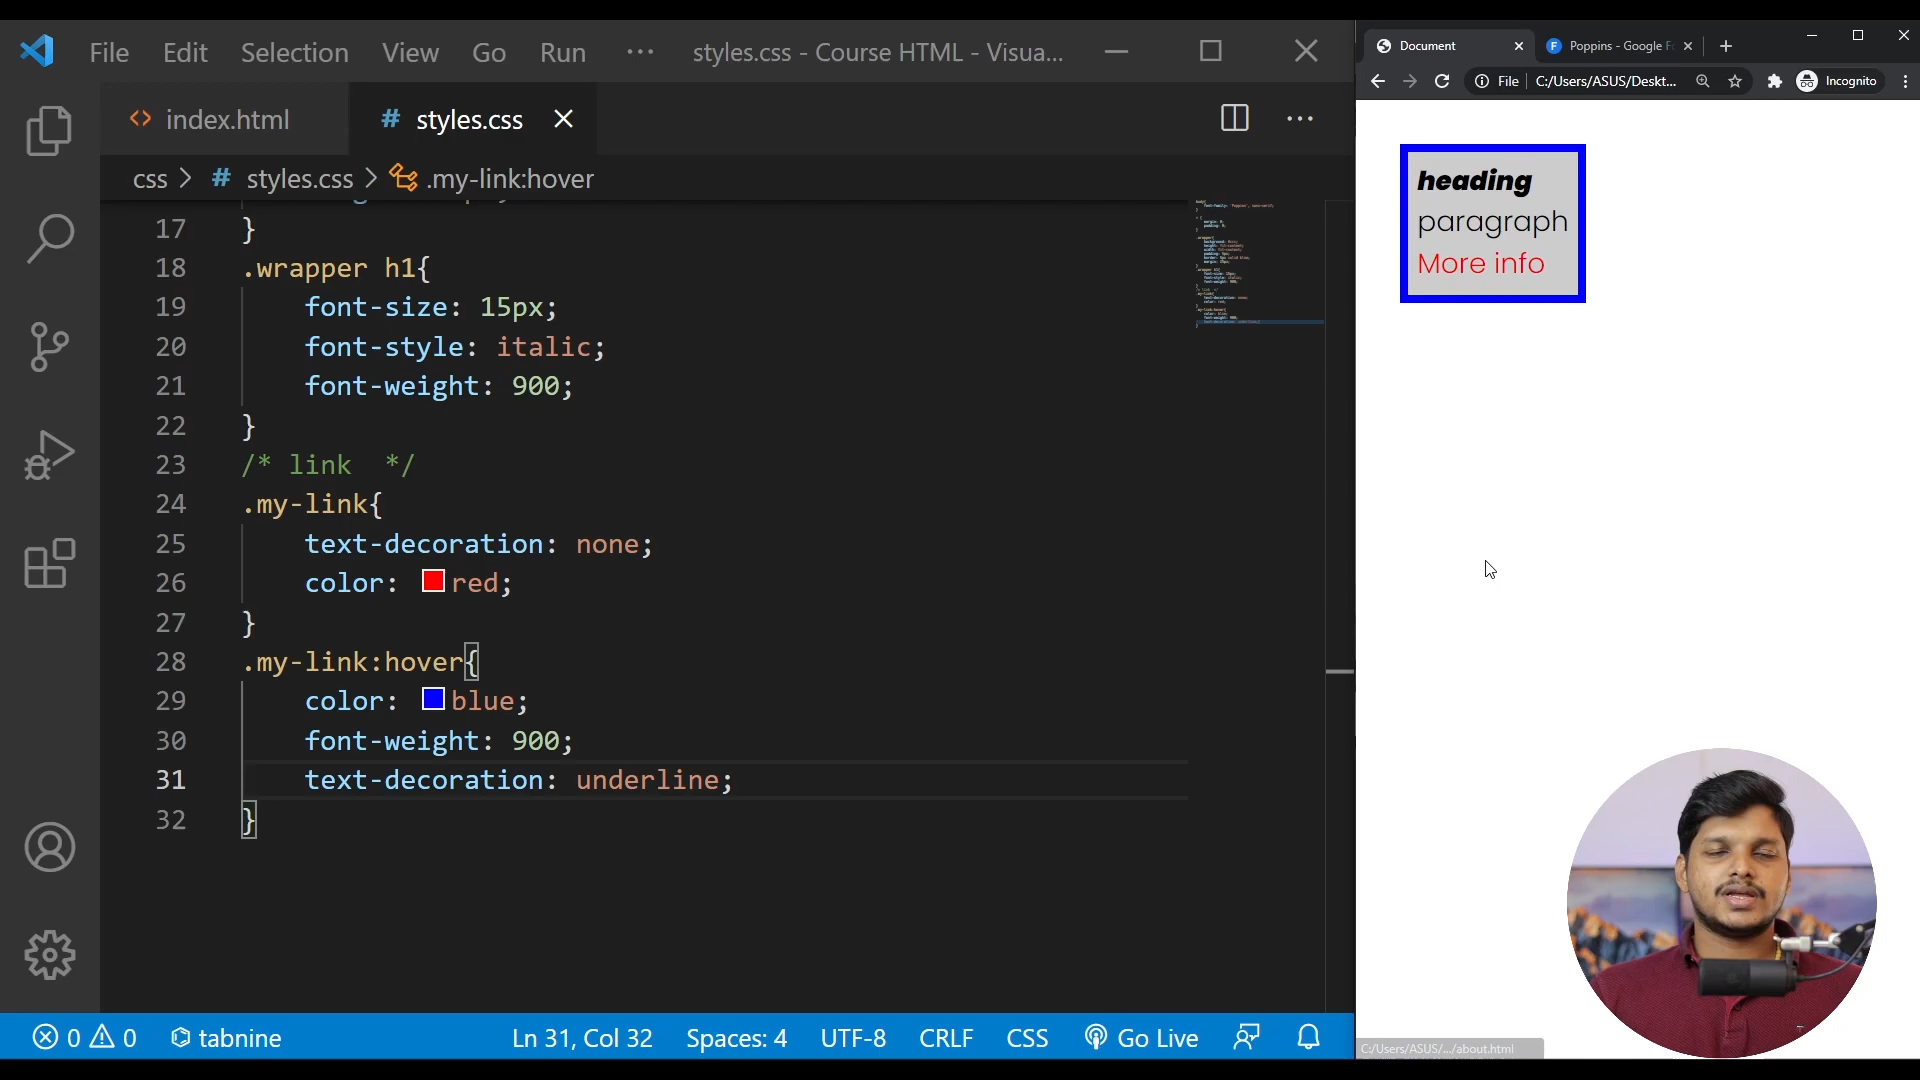 File Edit Selection View Go Run ··· styles.css - Course HTML - Visua...
index.html # styles.css
css > # styles.css > .my-link:hover
17 }
18 .wrapper h1{
19 font-size: 15px;
20 font-style: italic;
21 font-weight: 900;
22 }
23 /* link  */
24 .my-link{
25 text-decoration: none;
26 color: red;
27 }
28 .my-link:hover{
29 color: blue;
30 font-weight: 900;
31 text-decoration: underline;
32 }
0 0 tabnine Ln 31, Col 32 Spaces: 4 UTF-8 CRLF CSS Go Live
Document Poppins - Google F
File C:/Users/ASUS/Deskt... Incognito
heading
paragraph
More info
C:/Users/ASUS/.../about.html